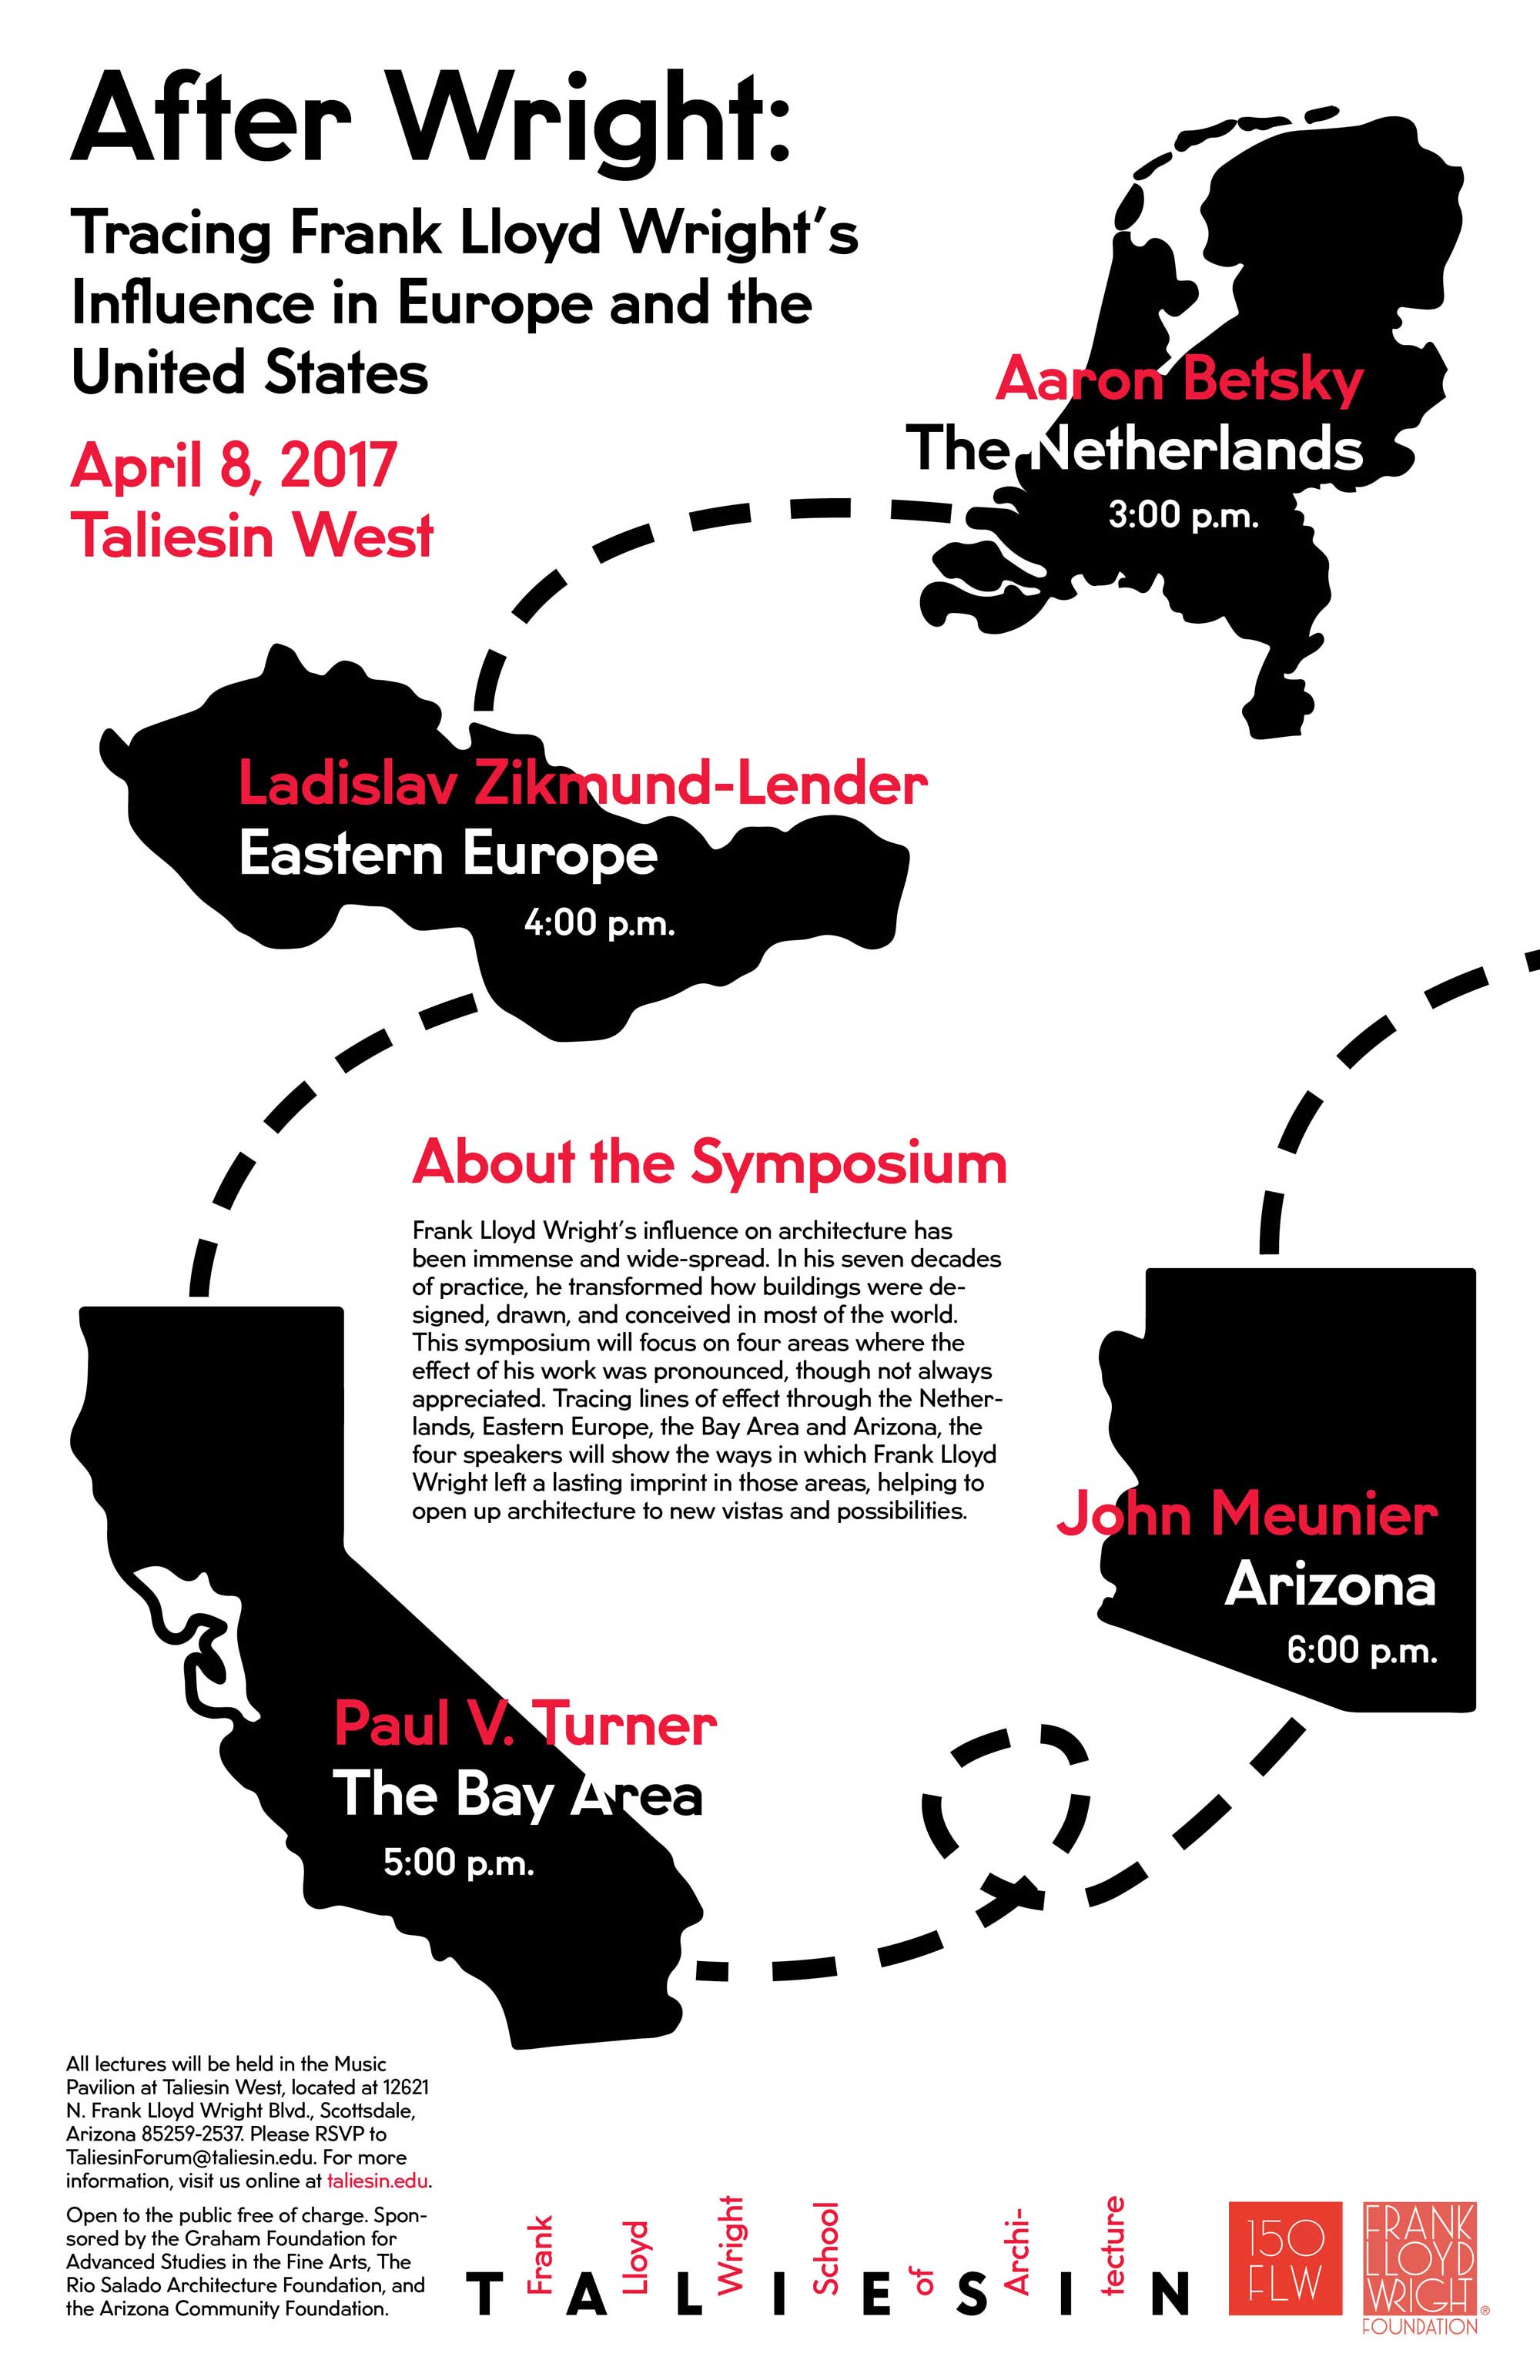 After Wright:
Tracing Frank Lloyd Wright's
Influence in Europe and the
United States
April 8, 2017
Taliesin West
Aaron Betsky
The Netherlands
3:00 p.m.
Ladislav Zikmund-Lender
Eastern Europe
4:00 p.m.
About the Symposium
Frank Lloyd Wright's influence on architecture has
been immense and wide-spread. In his seven decades
of practice, he transformed how buildings were de-
signed, drawn, and conceived in most of the world.
This symposium will focus on four areas where the
effect of his work was pronounced, though not always
appreciated. Tracing lines of effect through the Nether-
lands, Eastern Europe, the Bay Area and Arizona, the
four speakers will show the ways in which Frank Lloyd
Wright left a lasting imprint in those areas, helping to
open up architecture to new vistas and possibilities.
John Meunier
Arizona
6:00 p.m.
Paul V. Turner
The Bay Area
5:00 p.m.
All lectures will be held in the Music
Pavilion at Taliesin West, located at 12621
N. Frank Lloyd Wright Blvd., Scottsdale,
Arizona 85259-2537. Please RSVP to
TaliesinForum@taliesin.edu. For more
information, visit us online at taliesin.edu.
Open to the public free of charge. Spon-
sored by the Graham Foundation for
Advanced Studies in the Fine Arts, The
Rio Salado Architecture Foundation, and
the Arizona Community Foundation.
Frank Lloyd Wright School of Archi-tecture
TALIESIN
150
FLW
FRANK
LLOYD
WRIGHT
FOUNDATION®